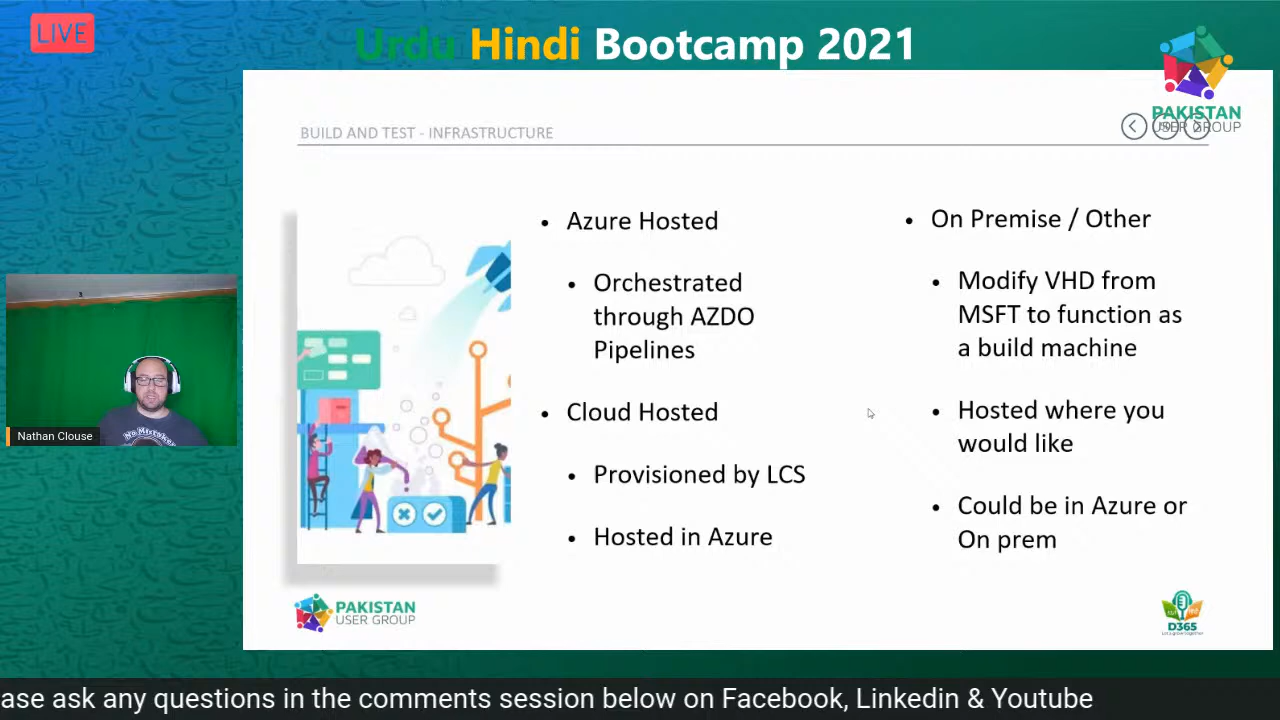 LIVE
Urdu Hindi Bootcamp 2021
PAKISTAN
USER GROUP
BUILD AND TEST - INFRASTRUCTURE
• Azure Hosted
• Orchestrated
through AZDO
Pipelines
• Cloud Hosted
• Provisioned by LCS
• Hosted in Azure
• On Premise / Other
• Modify VHD from
MSFT to function as
a build machine
• Hosted where you
would like
• Could be in Azure or
On prem
Nathan Clouse
No Mistakes
PAKISTAN
USER GROUP
D365
ase ask any questions in the comments session below on Facebook, Linkedin & Youtube